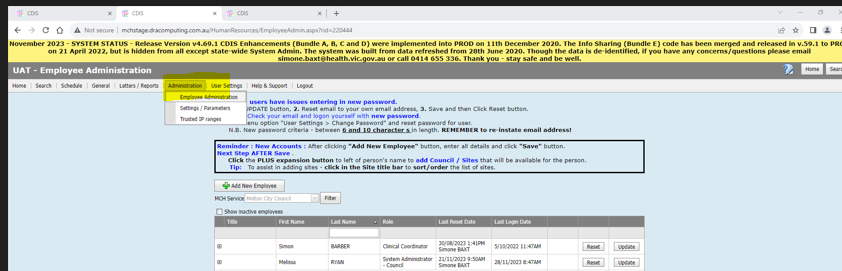 CDIS
CDIS
CDIS
Not secure | mchstage.dracomputing.com.au/HumanResources/EmployeeAdmin.aspx?nid=220444
November 2023 - SYSTEM STATUS - Release Version v4.69.1 CDIS Enhancements (Bundle A, B, C and D) were implemented into PROD on 11th December 2020. The Info Sharing (Bundle E) code has been merged and released in v.59.1 to PRO
on 21 April 2022, but is hidden from all except state-wide System Admin. The system was built from data refreshed from 28th June 2020. Though the data is de-identified, if you have any concerns/questions please email
simone.baxt@health.vic.gov.au or call 0414 655 336. Thank you - stay safe and be well.
UAT - Employee Administration
Home
Sear
Home | Search | Schedule | General | Letters / Reports | Administration | User Settings | Help & Support | Logout
Employee Administration
Settings / Parameters
Trusted IP ranges
users have issues entering in new password.
UPDATE button, 2. Reset email to your own email address, 3. Save and then Click Reset button.
Check your email and logon yourself with new password.
enu option "User Settings > Change Password" and reset password for user.
N.B. New password criteria - between 6 and 10 character s in length. REMEMBER to re-instate email address!
Reminder : New Accounts : After clicking "Add New Employee" button, enter all details and click "Save" button.
Next Step AFTER Save .
Click the PLUS expansion button to left of person's name to add Council / Sites that will be available for the person.
Tip: To assist in adding sites - click in the Site title bar to sort/order the list of sites.
Add New Employee
MCH Service Melton City Council Filter
Show inactive employees
Title First Name Last Name Role Last Reset Date Last Login Date
Simon BARBER Clinical Coordinator 30/08/2023 1:41PM Simone BAXT 5/10/2022 11:47AM Reset Update
Melissa RYAN System Administrator - Council 21/11/2023 9:50AM Simone BAXT 28/11/2023 8:47AM Reset Update